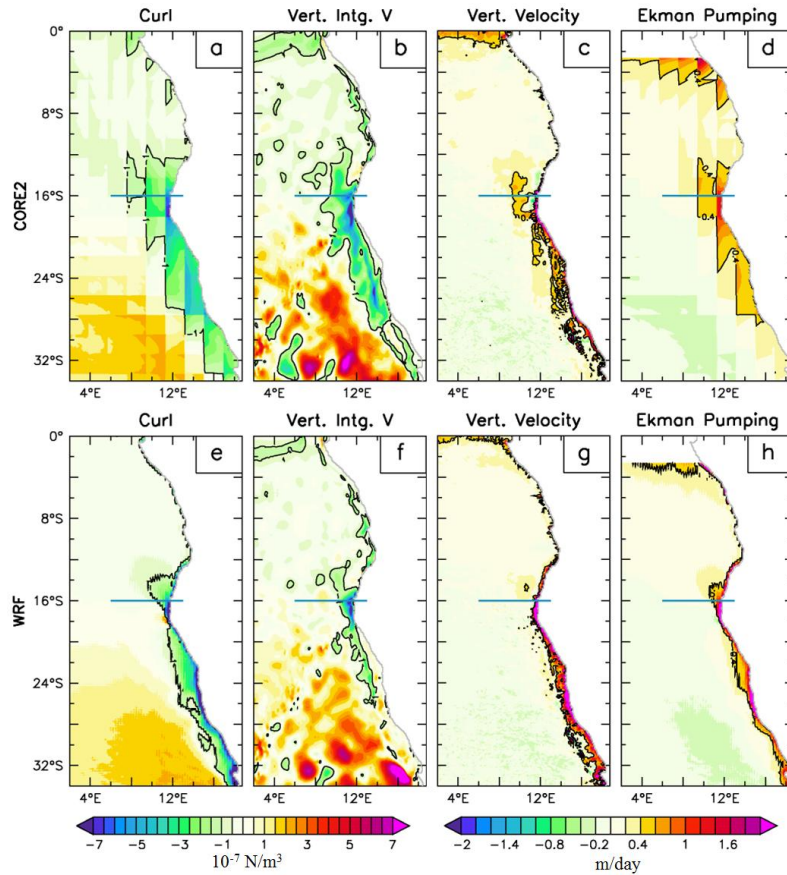 Curl Vert. Intg. V Vert. Velocity Ekman Pumping
0° a b c d
8°S
CORE2
16°S
0.4
24°S
32°S
4°E 12°E 4°E 12°E 4°E 12°E 4°E 12°E
Curl Vert. Intg. V Vert. Velocity Ekman Pumping
0° e f g h
8°S
WRF
16°S
24°S
32°S
4°E 12°E 4°E 12°E 4°E 12°E 4°E 12°E
−7 −5 −3 −1 1 3 5 7 −2 −1.4 −0.8 −0.2 0.4 1 1.6
10⁻⁷ N/m³ m/day